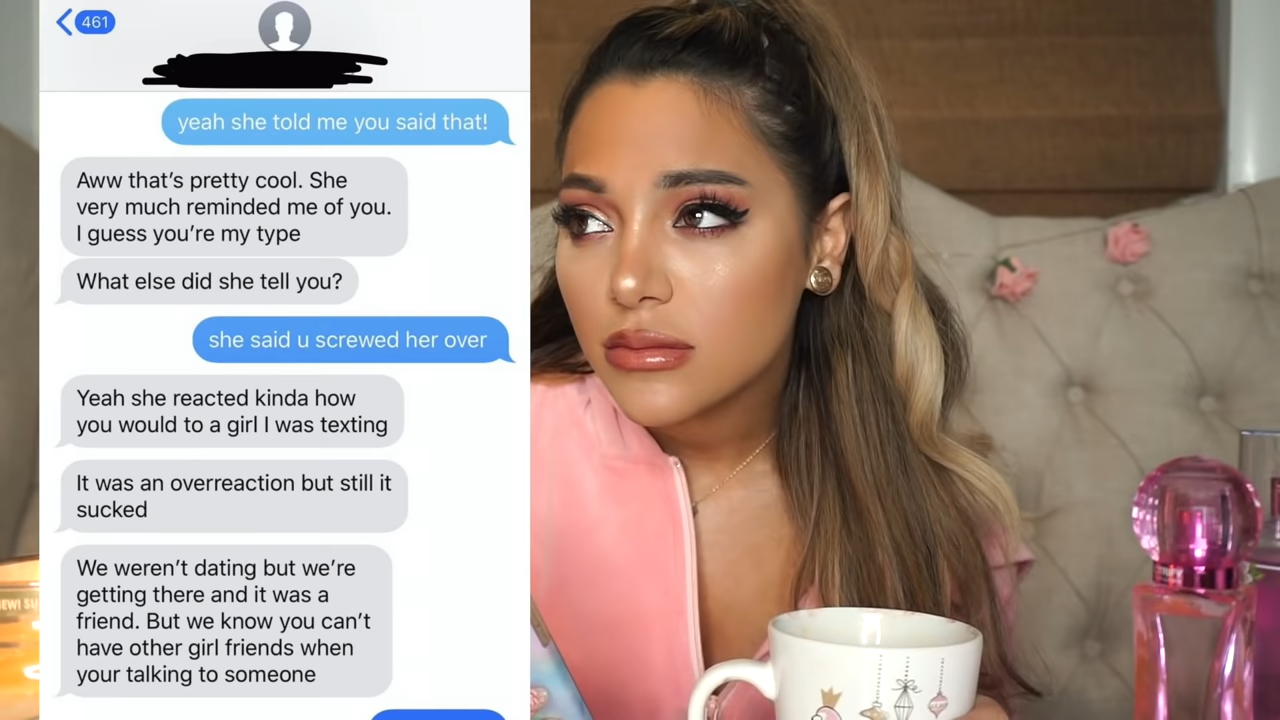 461
yeah she told me you said that!
Aww that’s pretty cool. She
very much reminded me of you.
I guess you’re my type
What else did she tell you?
she said u screwed her over
Yeah she reacted kinda how
you would to a girl I was texting
It was an overreaction but still it
sucked
We weren’t dating but we’re
getting there and it was a
friend. But we know you can’t
have other girl friends when
your talking to someone